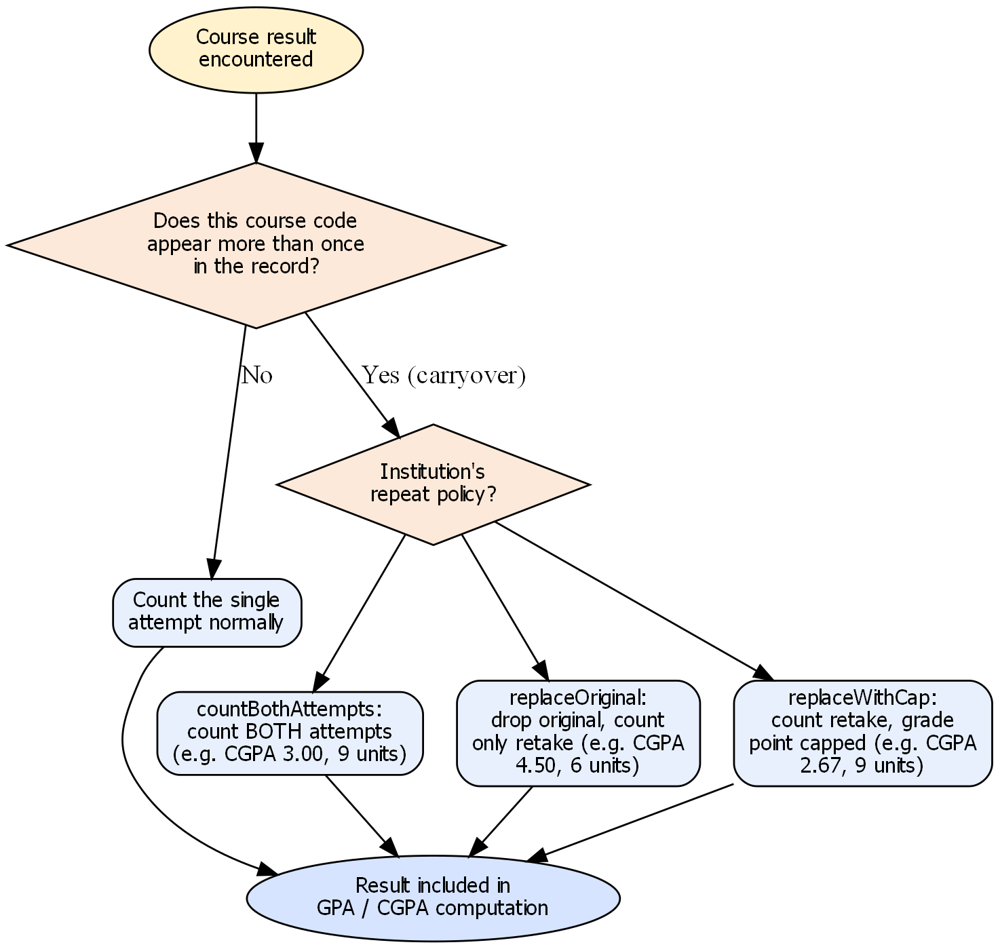 Course result
encountered
Does this course code
appear more than once
in the record?
No
Yes (carryover)
Institution's
repeat policy?
Count the single
attempt normally
countBothAttempts:
count BOTH attempts
(e.g. CGPA 3.00, 9 units)
replaceOriginal:
drop original, count
only retake (e.g. CGPA
4.50, 6 units)
replaceWithCap:
count retake, grade
point capped (e.g. CGPA
2.67, 9 units)
Result included in
GPA / CGPA computation